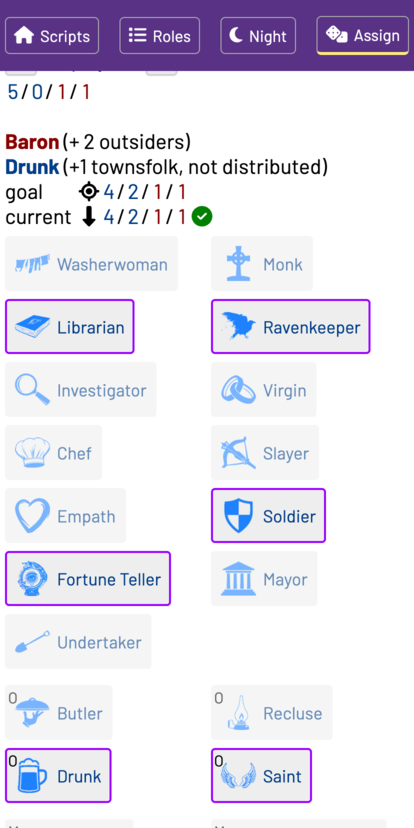 Scripts Roles Night Assign
5/0/1/1
Baron (+ 2 outsiders)
Drunk (+1 townsfolk, not distributed)
goal 4/2/1/1
current 4/2/1/1
Washerwoman Monk
Librarian Ravenkeeper
Investigator Virgin
Chef Slayer
Empath Soldier
Fortune Teller Mayor
Undertaker
0 Butler 0 Recluse
0 Drunk 0 Saint